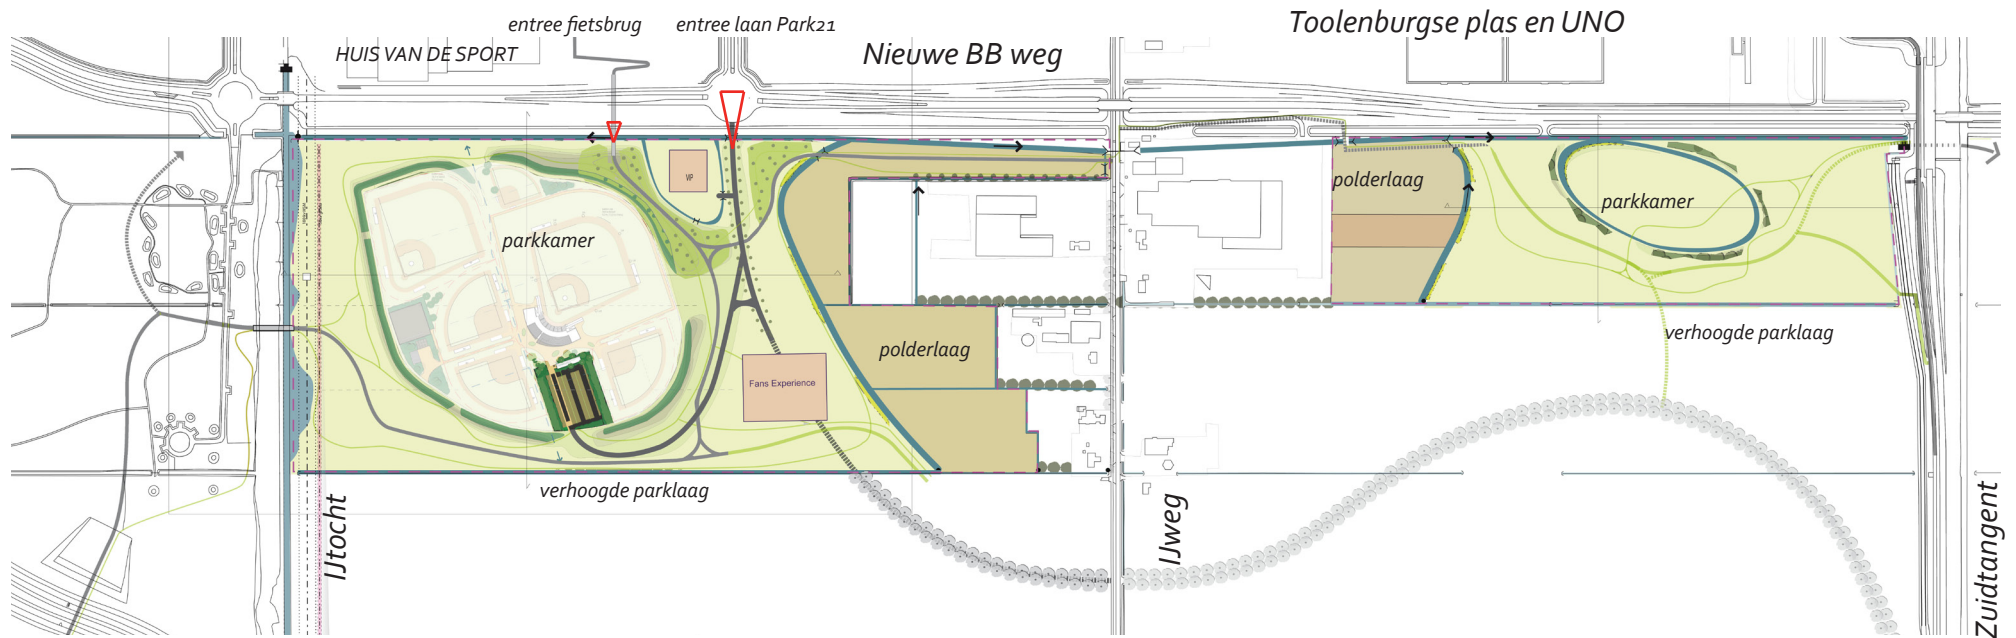 entree fietsbrug
entree laan Park21
Toolenburgse plas en UNO
HUIS VAN DE SPORT
Nieuwe BB weg
VIP
polderlaag
parkkamer
parkkamer
verhoogde parklaag
polderlaag
Fans Experience
verhoogde parklaag
IJtocht
IJweg
Zuidtangent